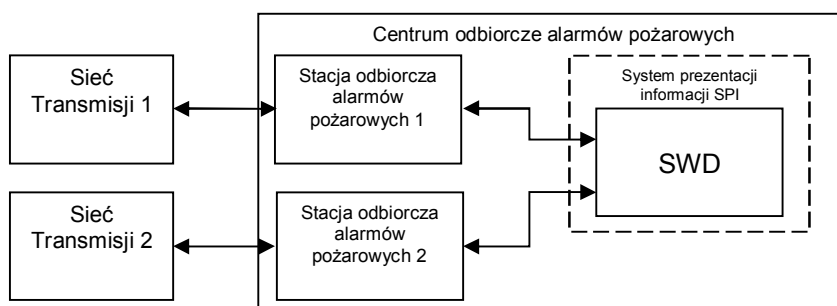 Centrum odbiorcze alarmów pożarowych
Sieć
Transmisji 1
Stacja odbiorcza
alarmów
pożarowych 1
System prezentacji
informacji SPI
SWD
Sieć
Transmisji 2
Stacja odbiorcza
alarmów
pożarowych 2